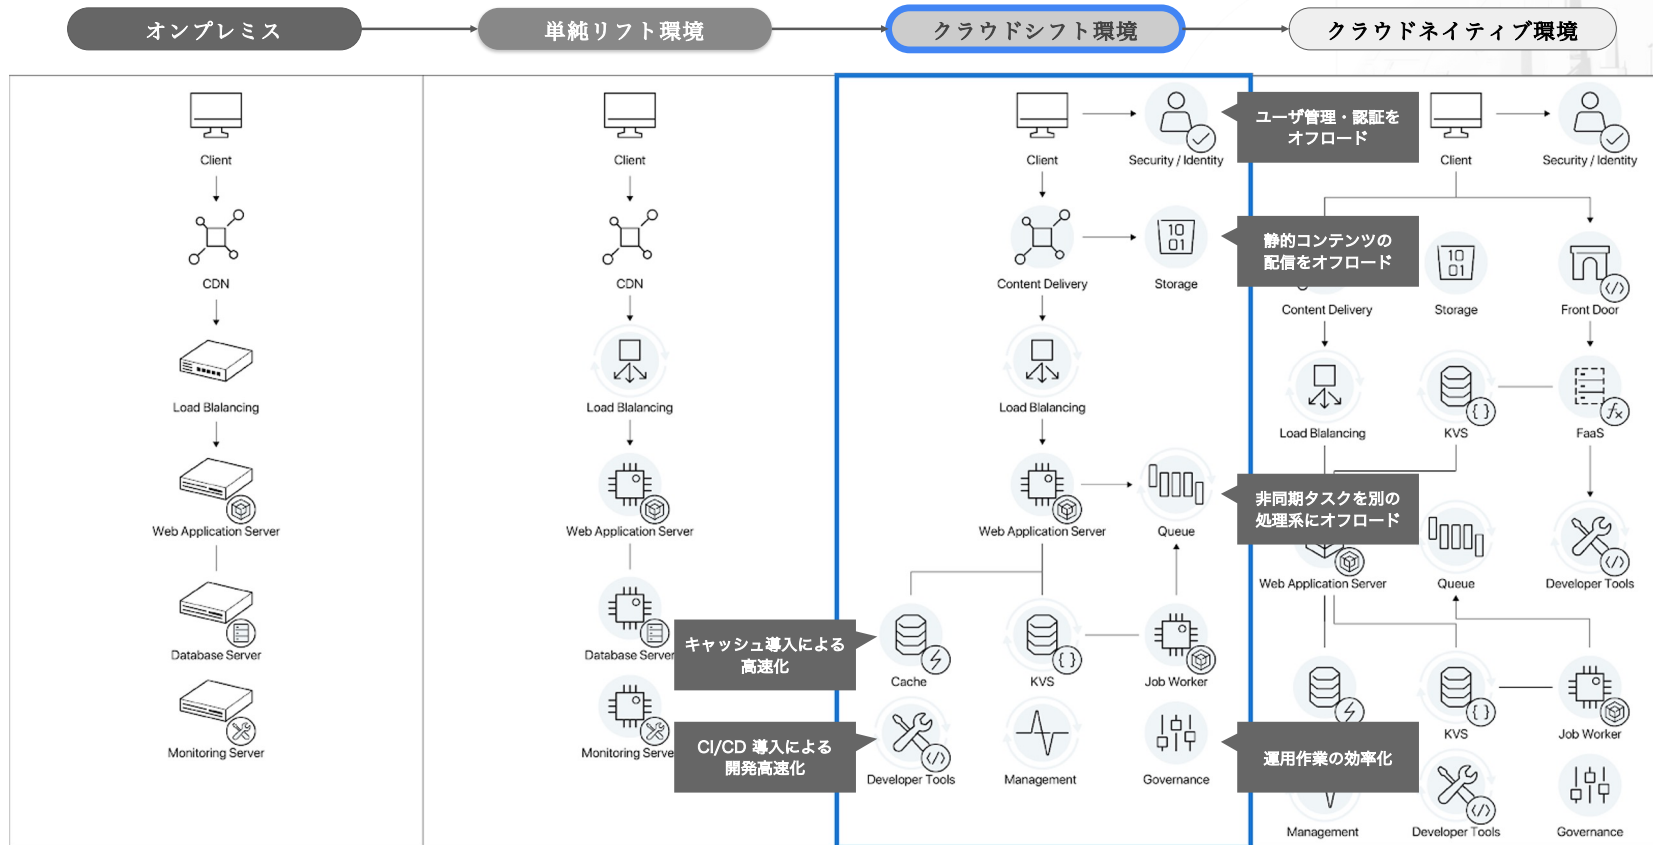 オンプレミス
単純リフト環境
クラウドシフト環境
クラウドネイティブ環境
Client
CDN
Load Blalancing
Web Application Server
Database Server
Monitoring Server
Client
CDN
Load Blalancing
Web Application Server
Database Server
Monitoring Serve
Client
Security / Identity
Content Delivery
Storage
Load Blalancing
Web Application Server
Queue
Cache
KVS
Job Worker
Developer Tools
Management
Governance
キャッシュ導入による
高速化
CI/CD 導入による
開発高速化
ユーザ管理・認証を
オフロード
静的コンテンツの
配信をオフロード
非同期タスクを別の
処理系にオフロード
運用作業の効率化
Client
Security / Identity
Content Delivery
Storage
Front Door
Load Blalancing
KVS
FaaS
Web Application Server
Queue
Developer Tools
KVS
Job Worker
Management
Developer Tools
Governance
10
01
10
01